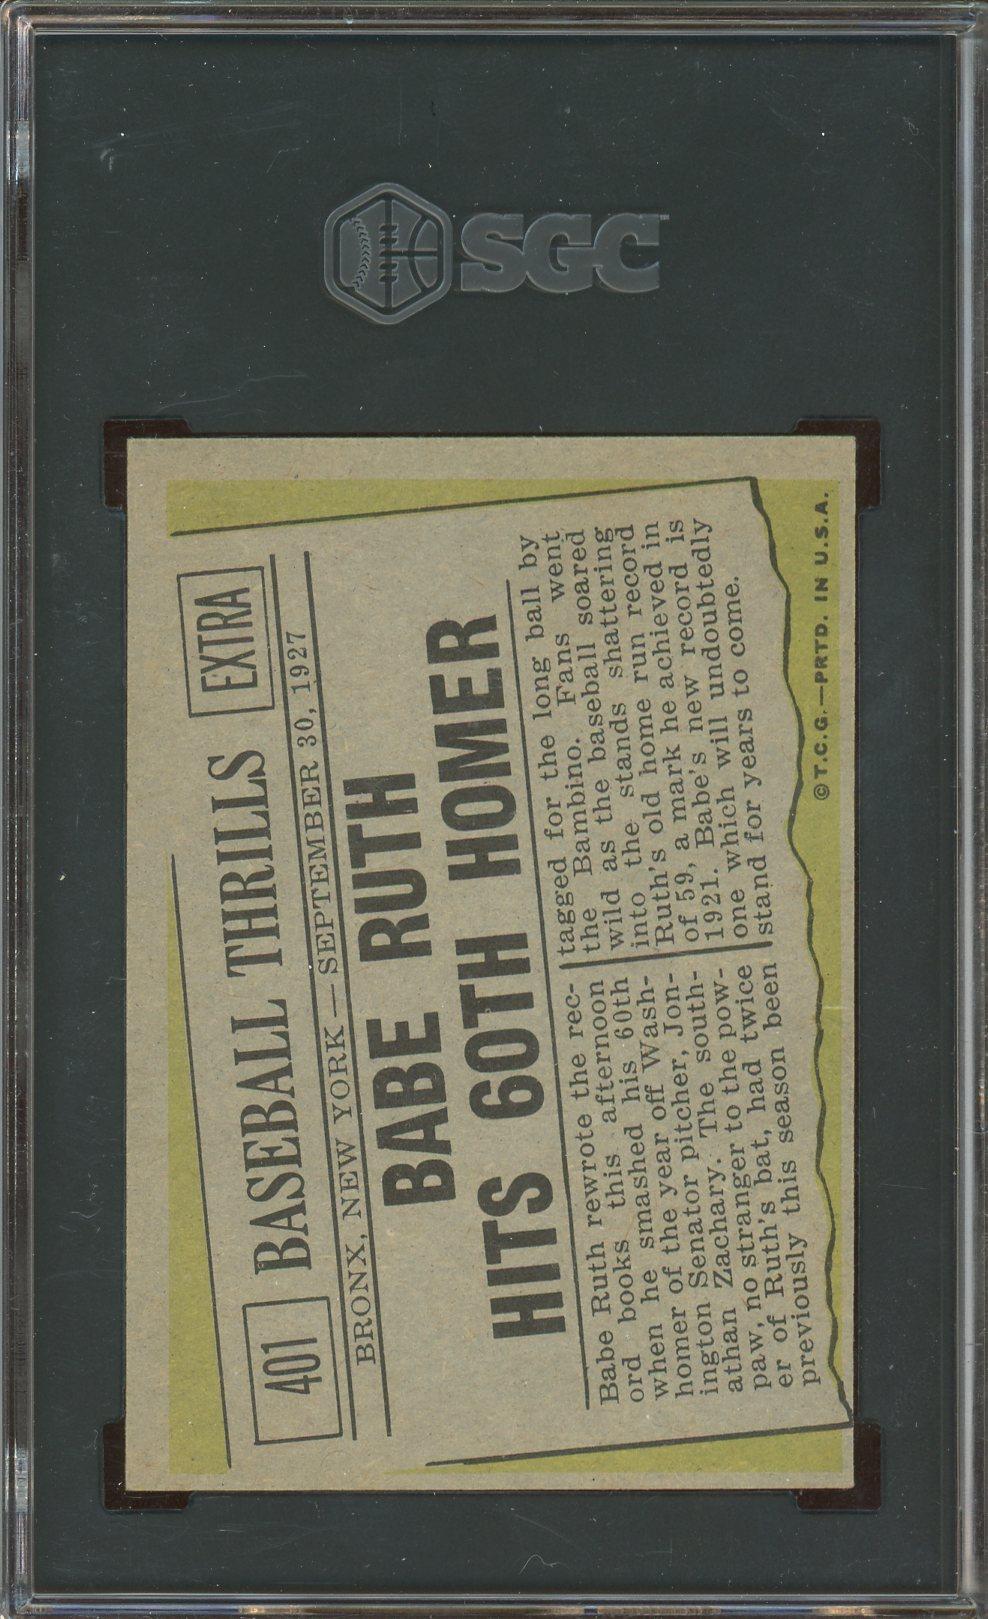 SGC
401 BASEBALL THRILLS EXTRA
BRONX, NEW YORK — SEPTEMBER 30, 1927
BABE RUTH
HITS 60TH HOMER
Babe Ruth rewrote the rec-
ord books this afternoon
when he smashed his 60th
homer of the year off Wash-
ington Senator pitcher, Jon-
athan Zachary. The south-
paw, no stranger to the pow-
er of Ruth's bat, had twice
previously this season been
tagged for the long ball by
the Bambino. Fans went
wild as the baseball soared
into the stands shattering
Ruth's old home run record
of 59, a mark he achieved in
1921. Babe's new record is
one which will undoubtedly
stand for years to come.
©T.C.G.—PRTD. IN U.S.A.